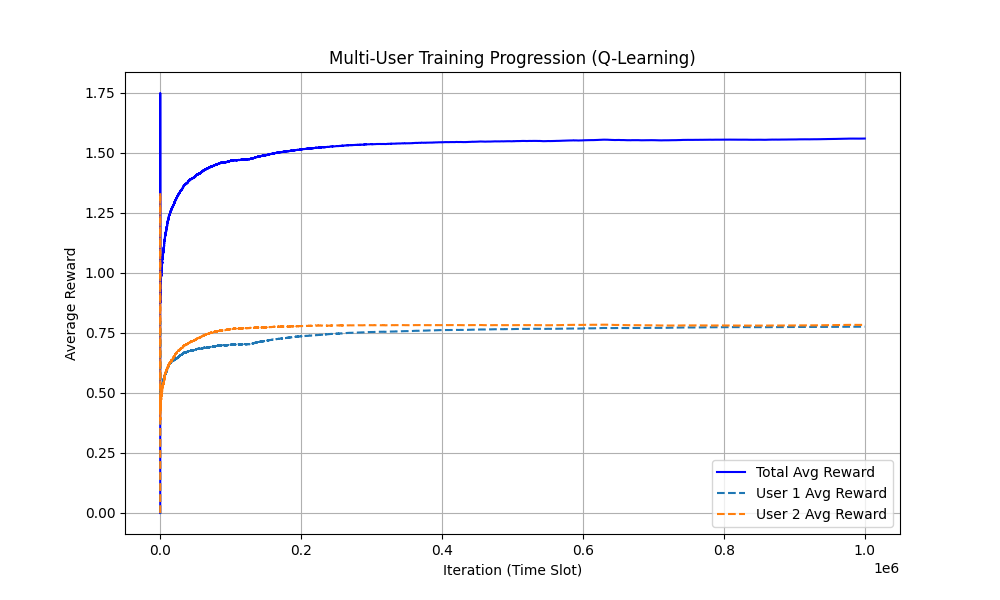 Multi-User Training Progression (Q-Learning)
Average Reward
1.75
1.50
1.25
1.00
0.75
0.50
0.25
0.00
Total Avg Reward
User 1 Avg Reward
User 2 Avg Reward
0.0 0.2 0.4 0.6 0.8 1.0
1e6
Iteration (Time Slot)